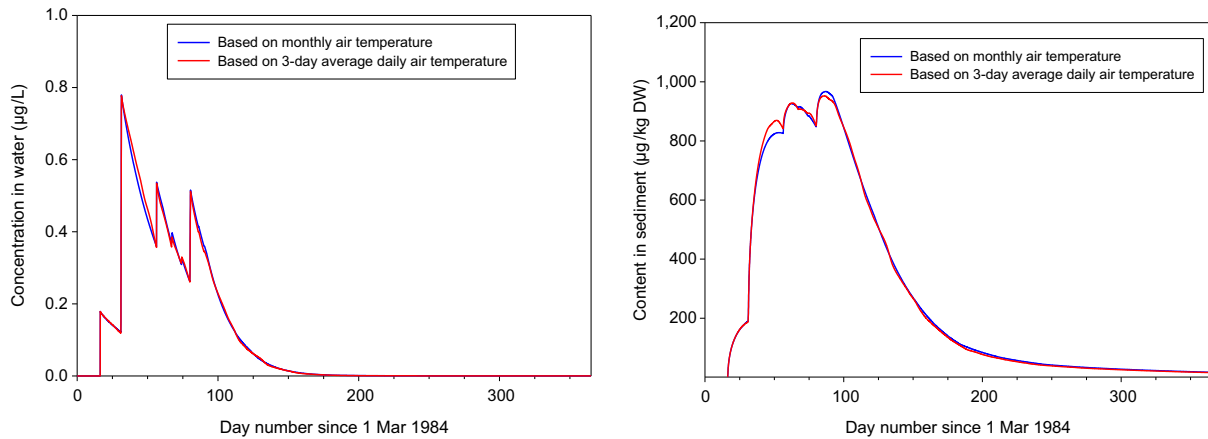 1.0
0.8
0.6
0.4
0.2
0.0
Concentration in water (µg/L)
Based on monthly air temperature
Based on 3-day average daily air temperature
0
100
200
300
Day number since 1 Mar 1984
1,200
1,000
800
600
400
200
Content in sediment (µg/kg DW)
Based on monthly air temperature
Based on 3-day average daily air temperature
0
100
200
300
Day number since 1 Mar 1984